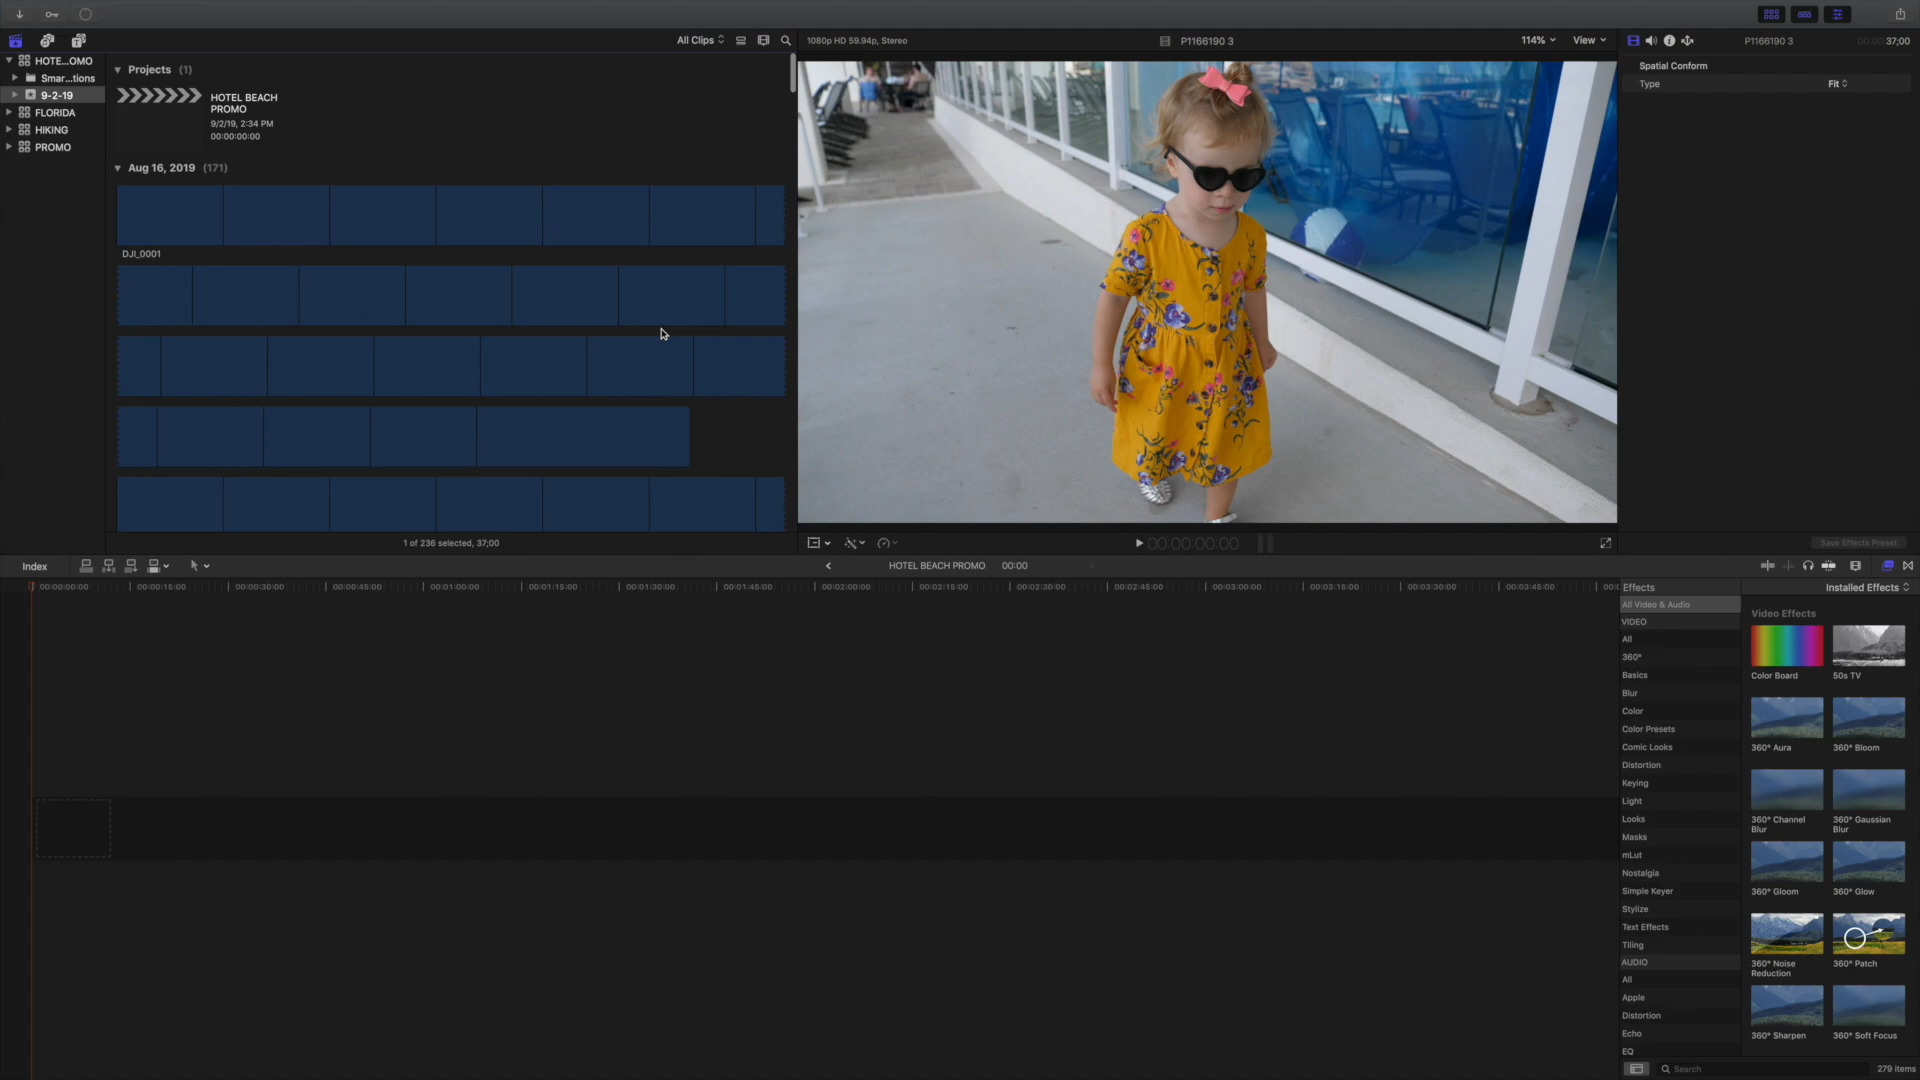 All Clips
1080p HD 59.94p, Stereo
P1166190 3
114%
View
P1166190 3
00:00:37;00
HOTE...OMO
Smar...tions
9-2-19
FLORIDA
HIKING
PROMO
Projects (1)
HOTEL BEACH
PROMO
9/2/19, 2:34 PM
00:00:00:00
Aug 16, 2019 (171)
DJI_0001
1 of 236 selected, 37;00
Spatial Conform
Type
Fit
00:00:00:00
Save Effects Preset
Index
HOTEL BEACH PROMO
00:00
00:00:00:00
00:00:15:00
00:00:30:00
00:00:45:00
00:01:00:00
00:01:15:00
00:01:30:00
00:01:45:00
00:02:00:00
00:02:15:00
00:02:30:00
00:02:45:00
00:03:00:00
00:03:15:00
00:03:30:00
00:03:45:00
Effects
Installed Effects
All Video & Audio
VIDEO
All
360°
Basics
Blur
Color
Color Presets
Comic Looks
Distortion
Keying
Light
Looks
Masks
mLut
Nostalgia
Simple Keyer
Stylize
Text Effects
Tiling
AUDIO
All
Apple
Distortion
Echo
EQ
Video Effects
Color Board
50s TV
360° Aura
360° Bloom
360° Channel
Blur
360° Gaussian
Blur
360° Gloom
360° Glow
360° Noise
Reduction
360° Patch
360° Sharpen
360° Soft Focus
Search
279 items